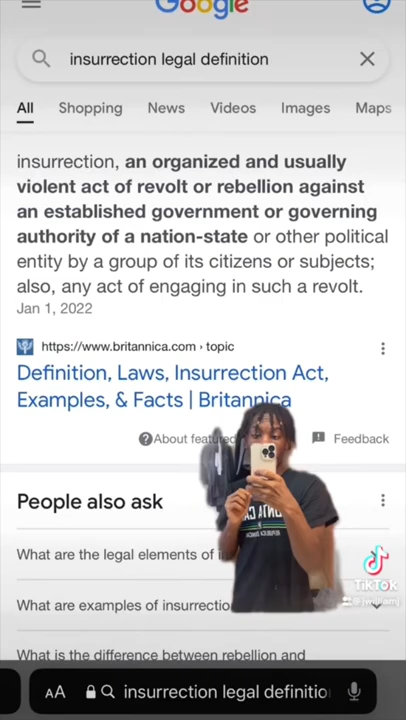 Google
insurrection legal definition
All Shopping News Videos Images Maps
insurrection, an organized and usually
violent act of revolt or rebellion against
an established government or governing
authority of a nation-state or other political
entity by a group of its citizens or subjects;
also, any act of engaging in such a revolt.
Jan 1, 2022
https://www.britannica.com › topic
Definition, Laws, Insurrection Act,
Examples, & Facts | Britannica
About featured
Feedback
People also ask
What are the legal elements of
What are examples of insurrectio
TikTok
What is the difference between rebellion and
AA insurrection legal definitio